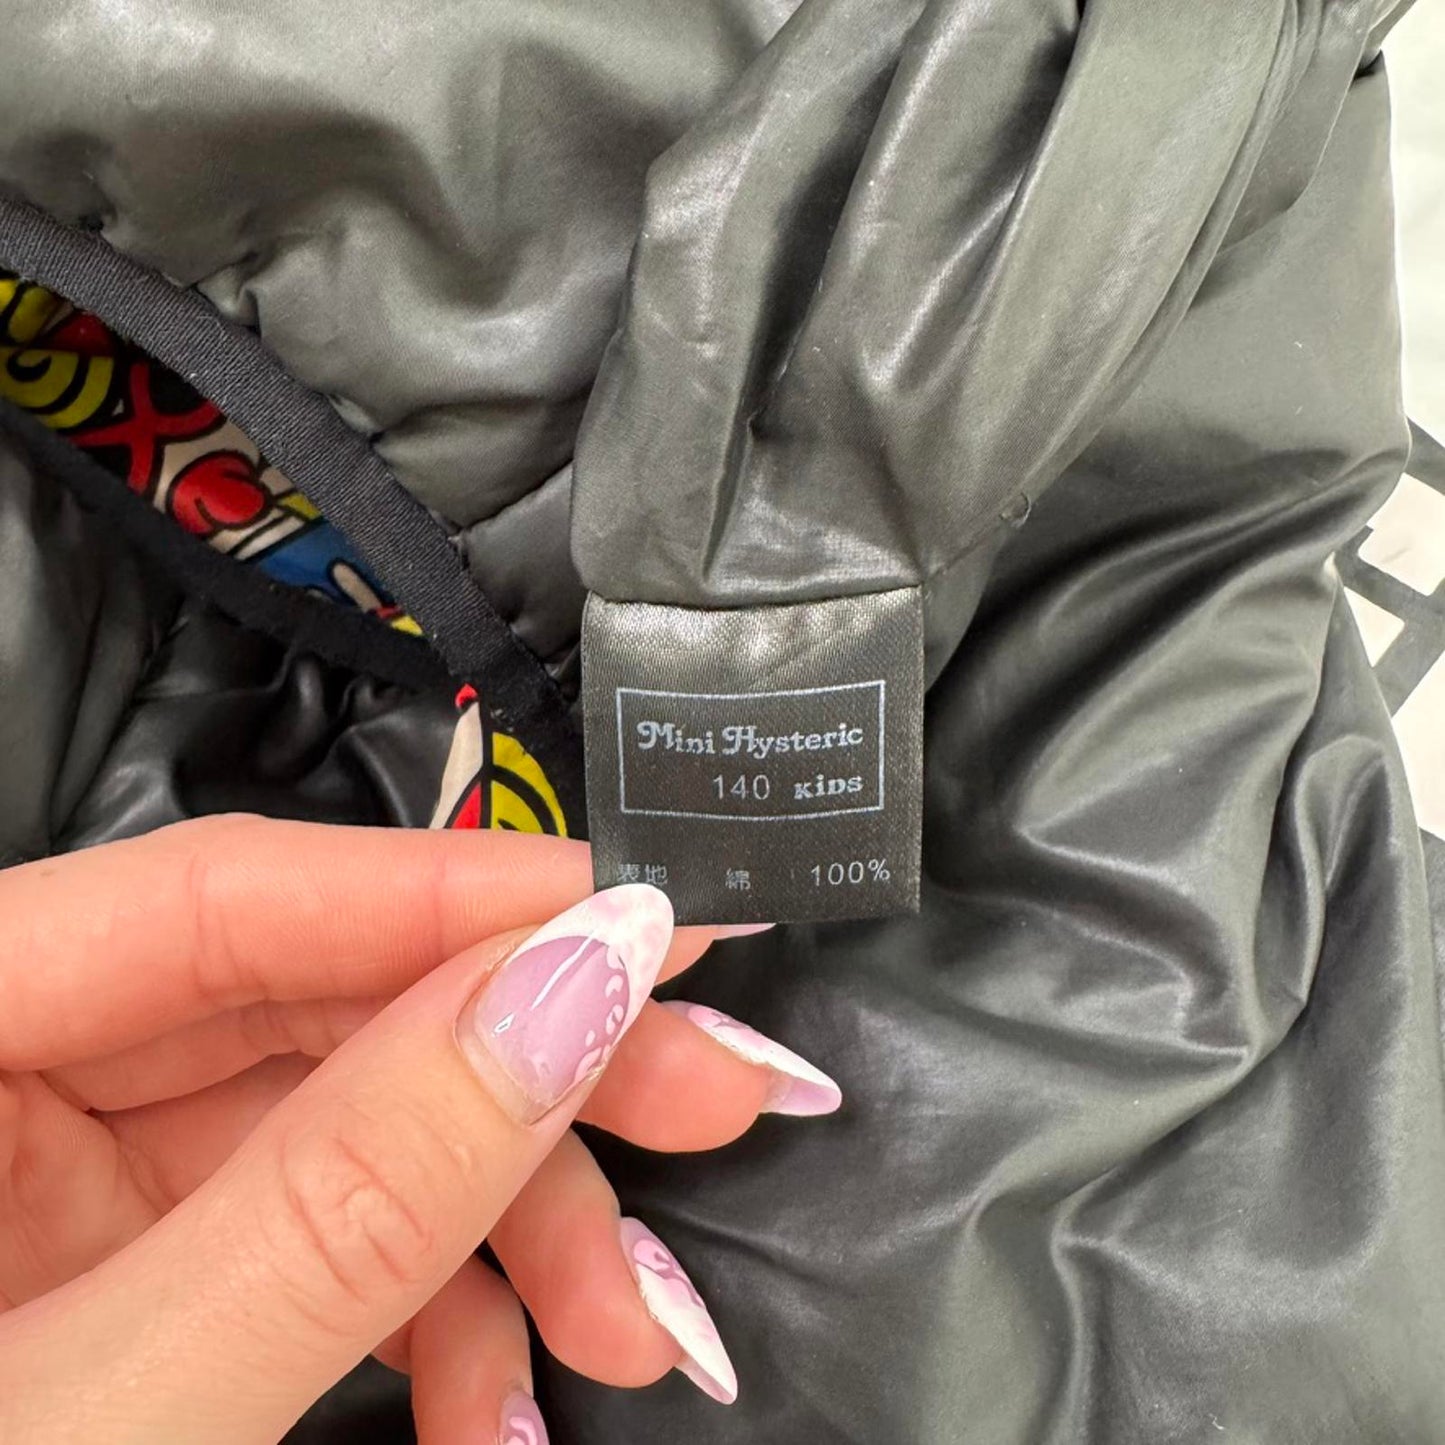 Mini Hysteric
140 KiDS
表地 綿 100%